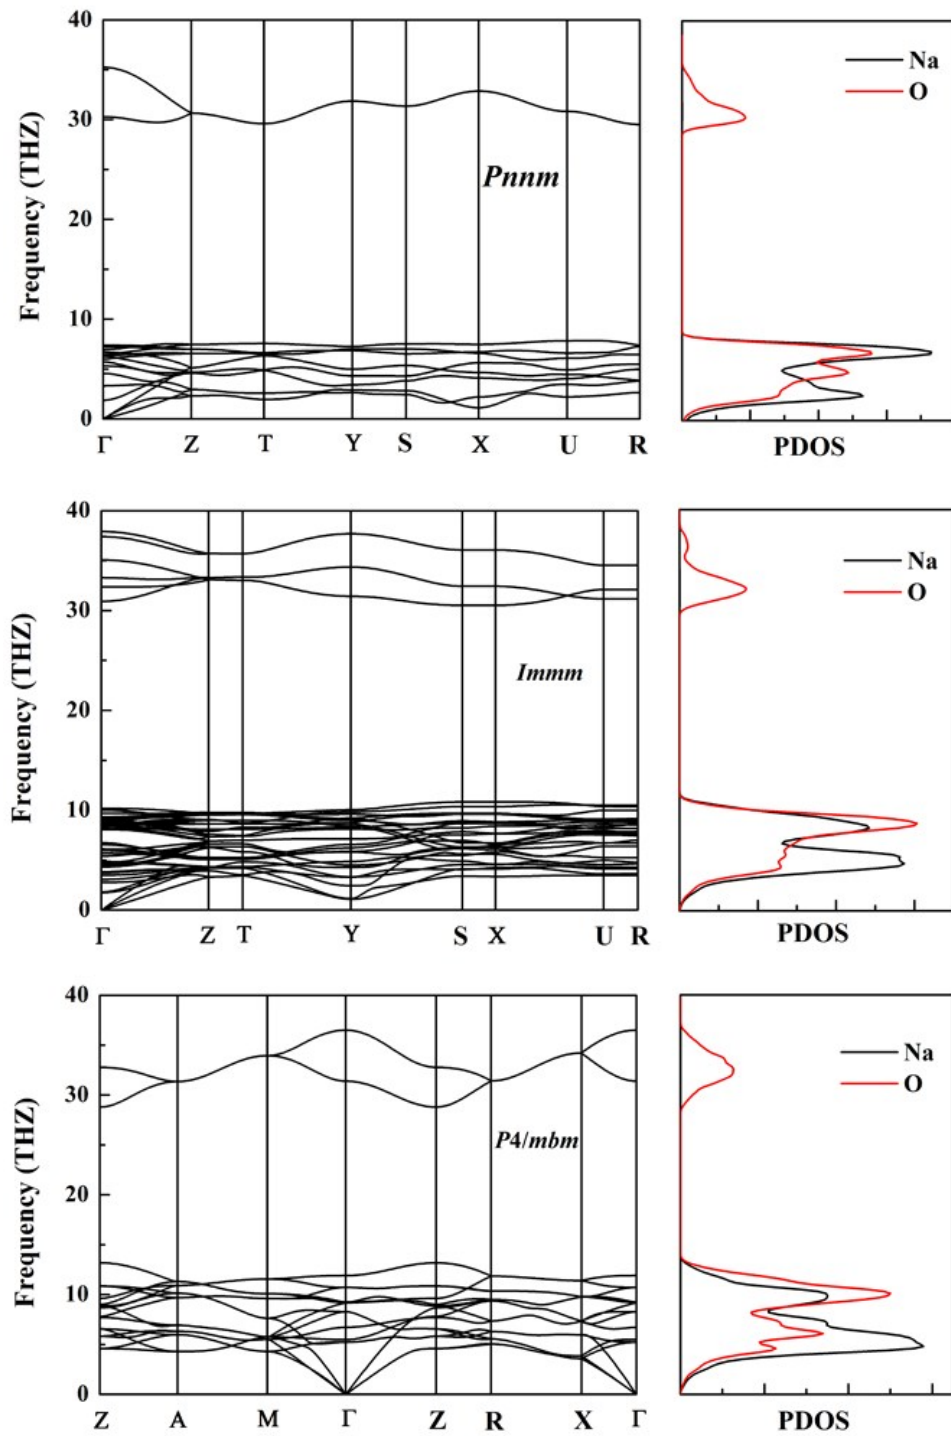 40
30
20
10
0
Frequency (THZ)
Pnnm
Γ Z T Y S X U R
Na
O
PDOS
40
30
20
10
0
Frequency (THZ)
Immm
Γ Z T Y S X U R
Na
O
PDOS
40
30
20
10
0
Frequency (THZ)
P4/mbm
Z A M Γ Z R X Γ
Na
O
PDOS